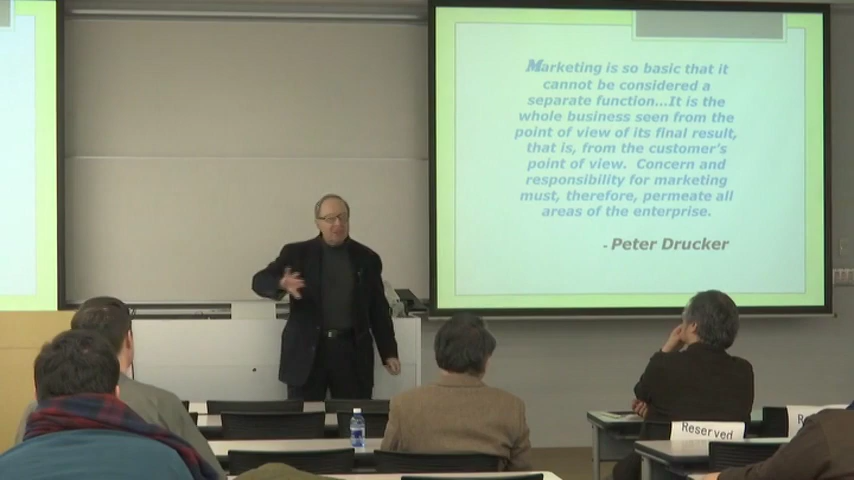 Marketing is so basic that it
cannot be considered a
separate function...It is the
whole business seen from the
point of view of its final result,
that is, from the customer's
point of view. Concern and
responsibility for marketing
must, therefore, permeate all
areas of the enterprise.
- Peter Drucker
Reserved